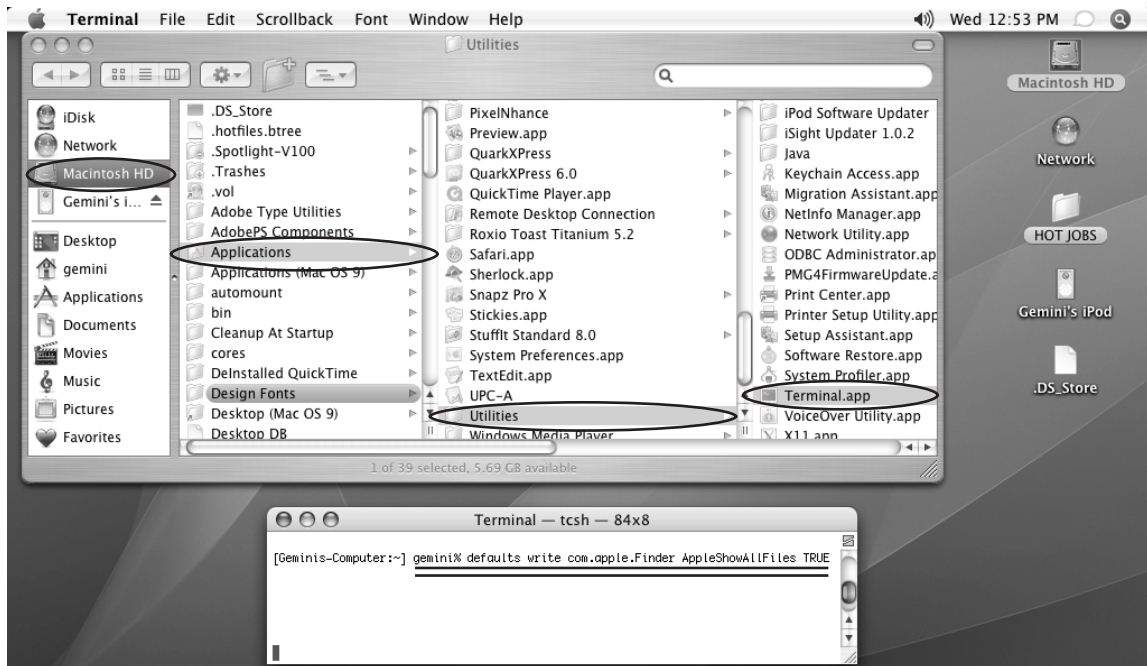 Terminal File Edit Scrollback Font Window Help Wed 12:53 PM
Utilities
iDisk
Network
Macintosh HD
Gemini's i...
Desktop
gemini
Applications
Documents
Movies
Music
Pictures
Favorites
.DS_Store
.hotfiles.btree
.Spotlight-V100
.Trashes
.vol
Adobe Type Utilities
AdobePS Components
Applications
Applications (Mac OS 9)
automount
bin
Cleanup At Startup
cores
DeInstalled QuickTime
Design Fonts
Desktop (Mac OS 9)
Desktop DB
PixelNhance
Preview.app
QuarkXPress
QuarkXPress 6.0
QuickTime Player.app
Remote Desktop Connection
Roxio Toast Titanium 5.2
Safari.app
Sherlock.app
Snapz Pro X
Stickies.app
StuffIt Standard 8.0
System Preferences.app
TextEdit.app
UPC-A
Utilities
Windows Media Player
iPod Software Updater
iSight Updater 1.0.2
Java
Keychain Access.app
Migration Assistant.app
NetInfo Manager.app
Network Utility.app
ODBC Administrator.ap
PMG4FirmwareUpdate.a
Print Center.app
Printer Setup Utility.app
Setup Assistant.app
Software Restore.app
System Profiler.app
Terminal.app
VoiceOver Utility.app
X11.app
1 of 39 selected, 5.69 GB available
Macintosh HD
Network
HOT JOBS
Gemini's iPod
.DS_Store
Terminal — tcsh — 84x8
[Geminis-Computer:~] gemini% defaults write com.apple.Finder AppleShowAllFiles TRUE